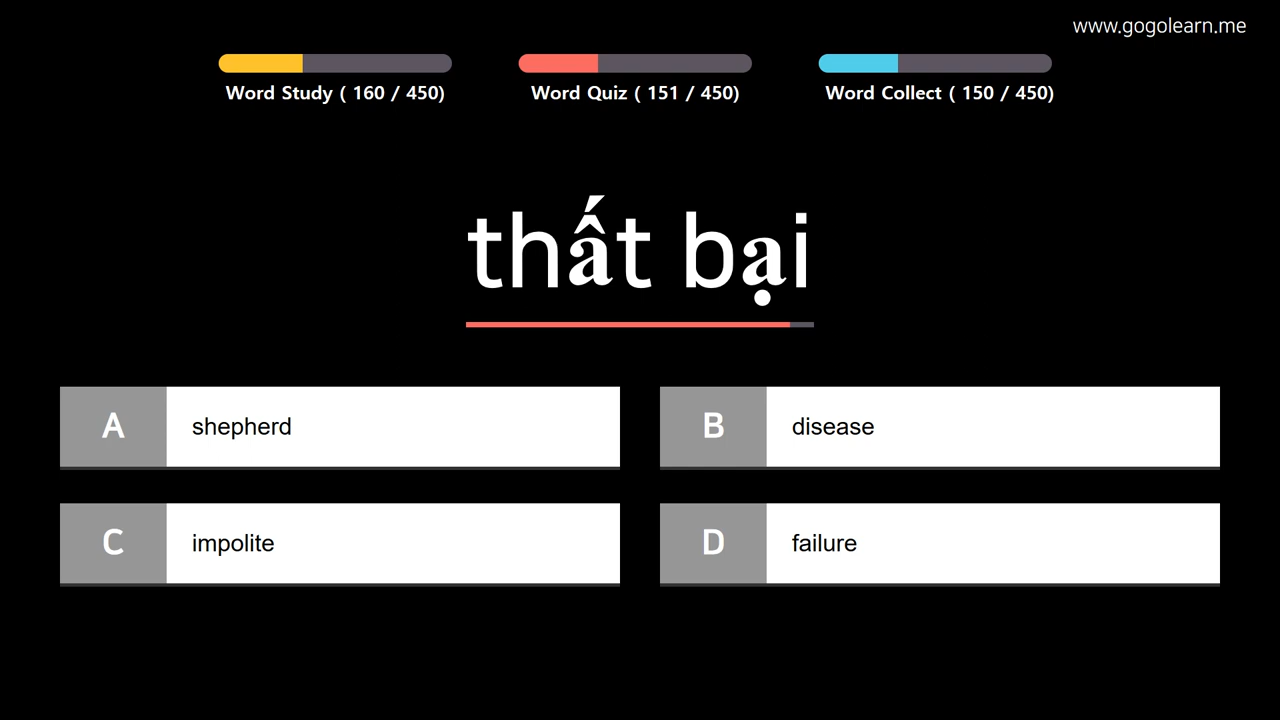 www.gogolearn.me
Word Study ( 160 / 450)
Word Quiz ( 151 / 450)
Word Collect ( 150 / 450)
thất bại
A
shepherd
B
disease
C
impolite
D
failure